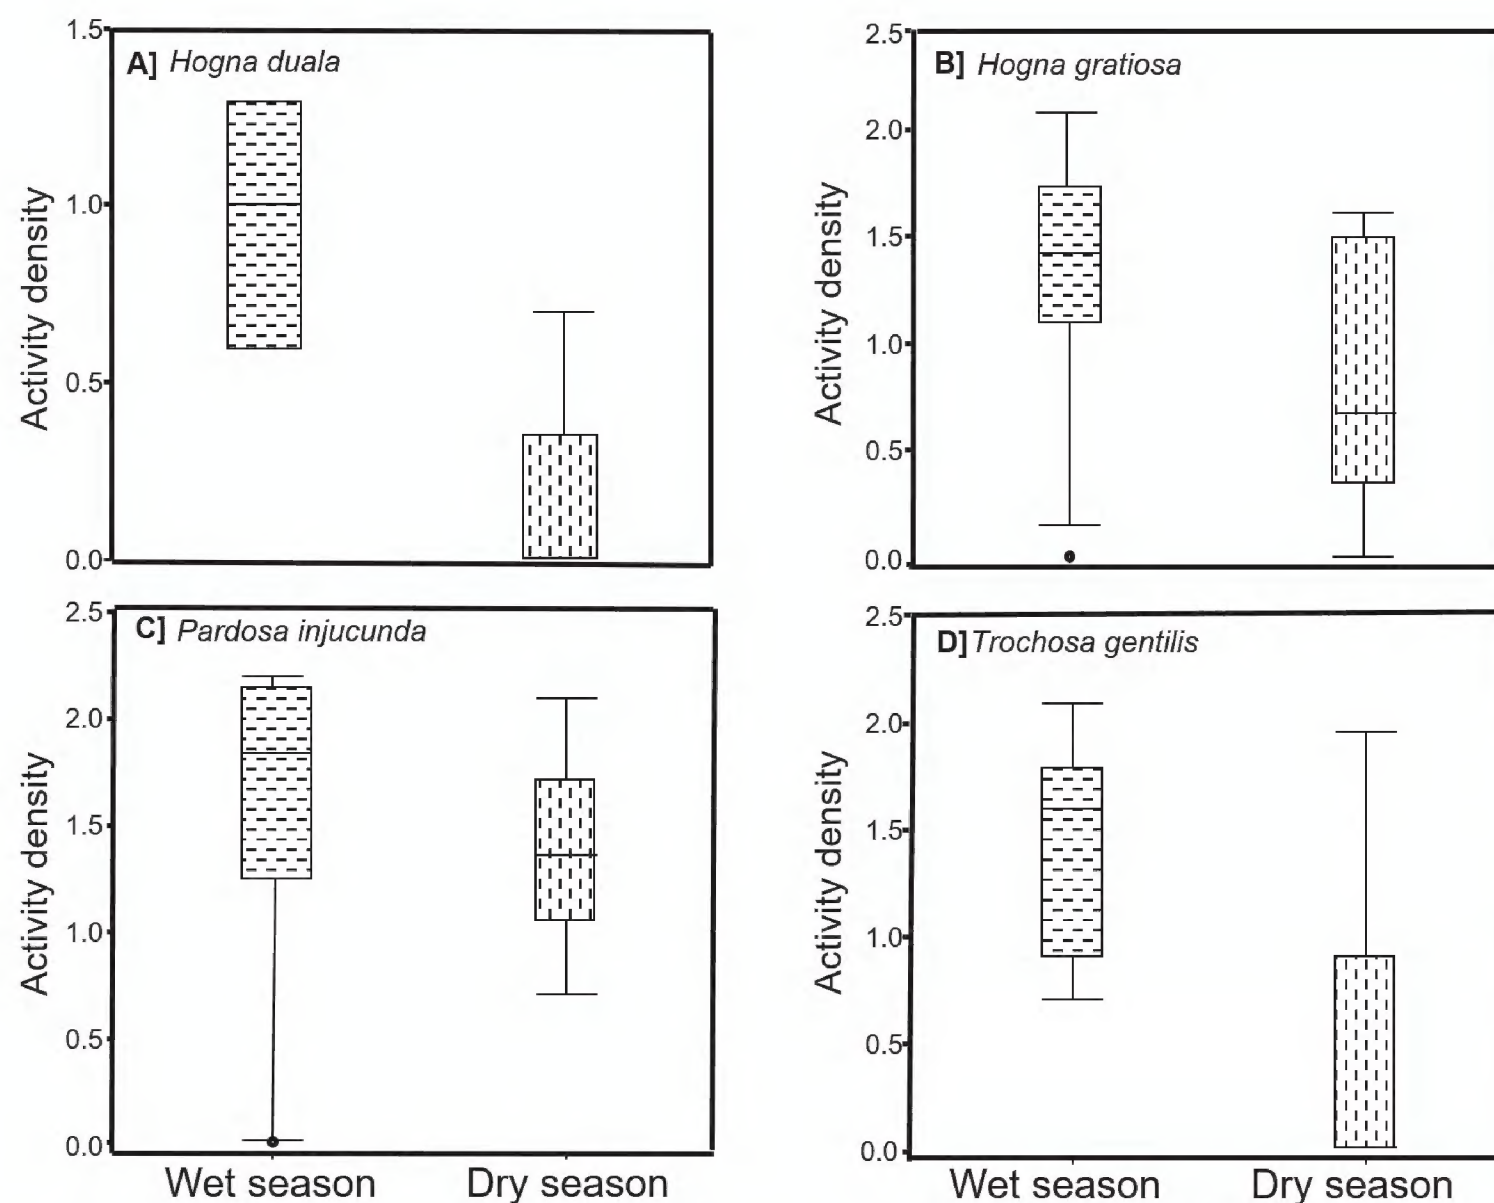 A] Hogna duala
Activity density
1.5
1.0
0.5
0.0
B] Hogna gratiosa
Activity density
2.5
2.0
1.5
1.0
0.5
0.0
C] Pardosa injucunda
Activity density
2.5
2.0
1.5
1.0
0.5
0.0
Wet season
Dry season
D] Trochosa gentilis
Activity density
2.5
2.0
1.5
1.0
0.5
0.0
Wet season
Dry season